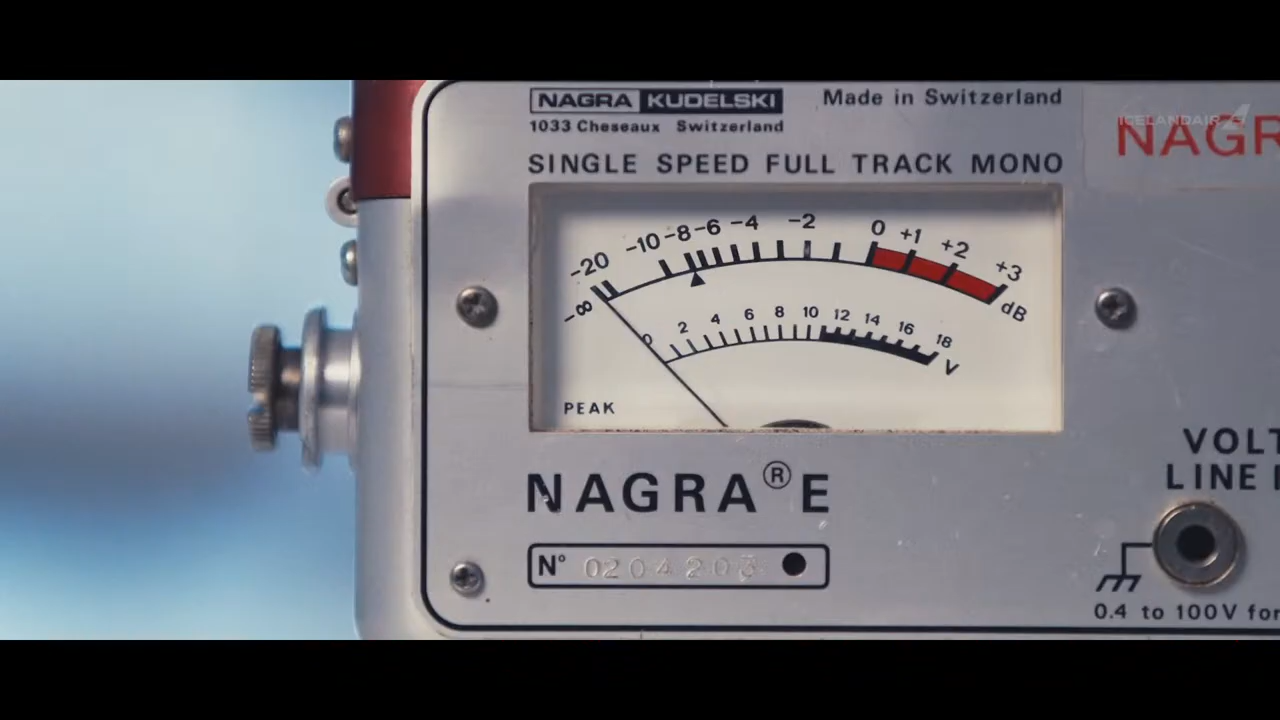 NAGRA KUDELSKI Made in Switzerland
1033 Cheseaux Switzerland
ICELANDAIR
NAGR
SINGLE SPEED FULL TRACK MONO
-∞ -20 -10 -8 -6 -4 -2 0 +1 +2 +3 dB
0 2 4 6 8 10 12 14 16 18 V
PEAK
VOLT
LINE
NAGRA® E
N° 0204203
0.4 to 100V for